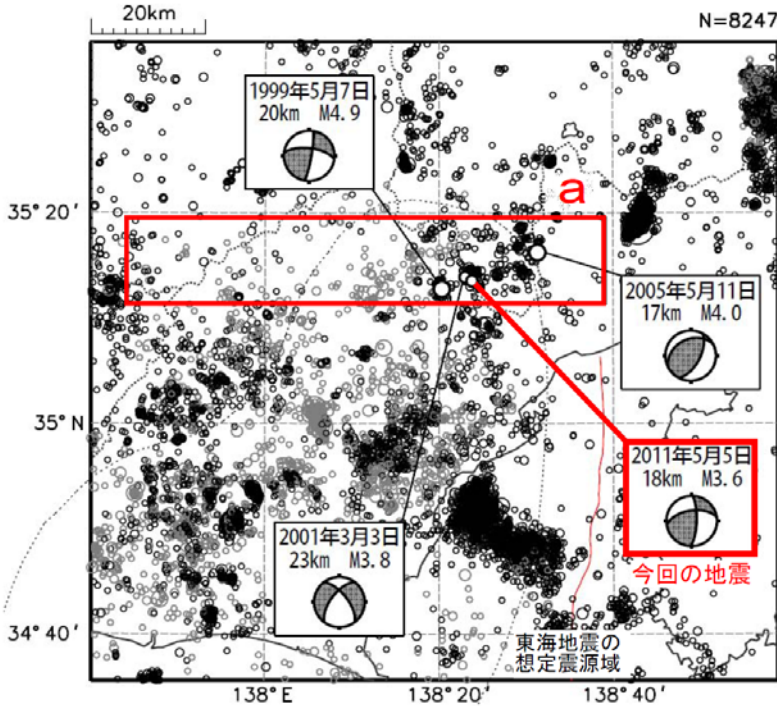 20km
N=8247
1999年5月7日
20km M4.9
a
35° 20′
2005年5月11日
17km M4.0
35° N
2011年5月5日
18km M3.6
2001年3月3日
23km M3.8
今回の地震
34° 40′
東海地震の
想定震源域
138° E
138° 20′
138° 40′